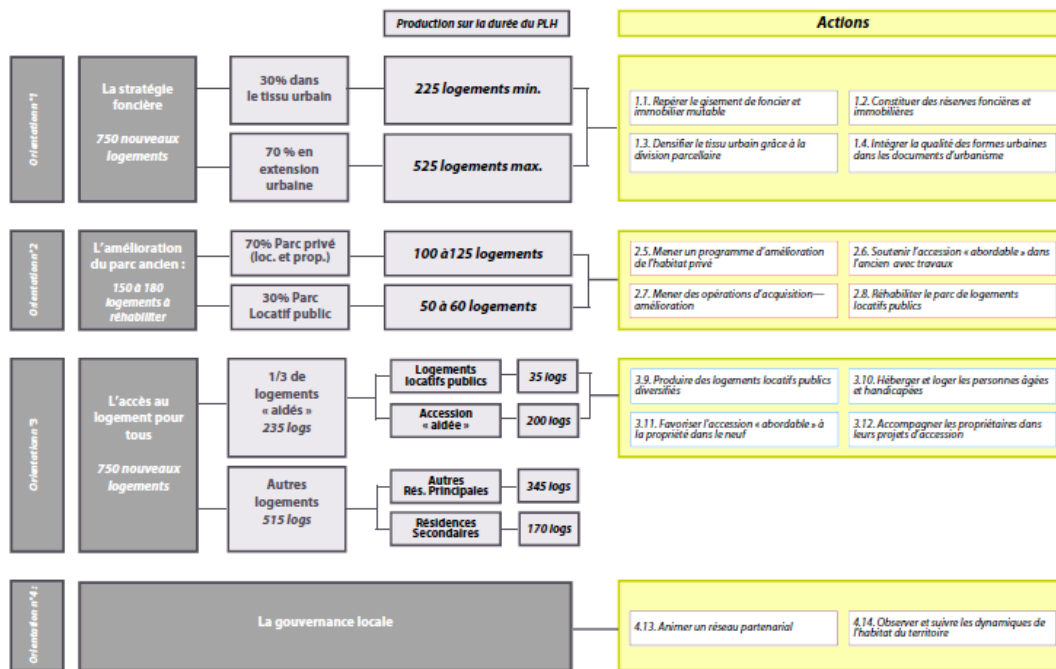 Production sur la durée du PLH
Actions
Orientation n°1
La stratégie
foncière
750 nouveaux
logements
30% dans
le tissu urbain
225 logements min.
70 % en
extension
urbaine
525 logements max.
1.1. Repérer le gisement de foncier et
immobilier mutable
1.2. Constituer des réserves foncières et
immobilières
1.3. Densifier le tissu urbain grâce à la
division parcellaire
1.4. Intégrer la qualité des formes urbaines
dans les documents d'urbanisme
Orientation n°2
L'amélioration
du parc ancien :
150 à 180
logements à
réhabiliter
70% Parc privé
(loc. et prop.)
100 à125 logements
30% Parc
Locatif public
50 à 60 logements
2.5. Mener un programme d'amélioration
de l'habitat privé
2.6. Soutenir l'accession « abordable » dans
l'ancien avec travaux
2.7. Mener des opérations d'acquisition—
amélioration
2.8. Réhabiliter le parc de logements
locatifs publics
Orientation n°3
L'accès au
logement pour
tous
750 nouveaux
logements
1/3 de
logements
« aidés »
235 logs
Logements
locatifs publics
35 logs
Accession
« aidée »
200 logs
Autres
logements
515 logs
Autres
Rés. Principales
345 logs
Résidences
Secondaires
170 logs
3.9. Produire des logements locatifs publics
diversifiés
3.10. Héberger et loger les personnes âgées
et handicapées
3.11. Favoriser l'accession « abordable » à
la propriété dans le neuf
3.12. Accompagner les propriétaires dans
leurs projets d'accession
Orientation n°4 :
La gouvernance locale
4.13. Animer un réseau partenarial
4.14. Observer et suivre les dynamiques de
l'habitat du territoire